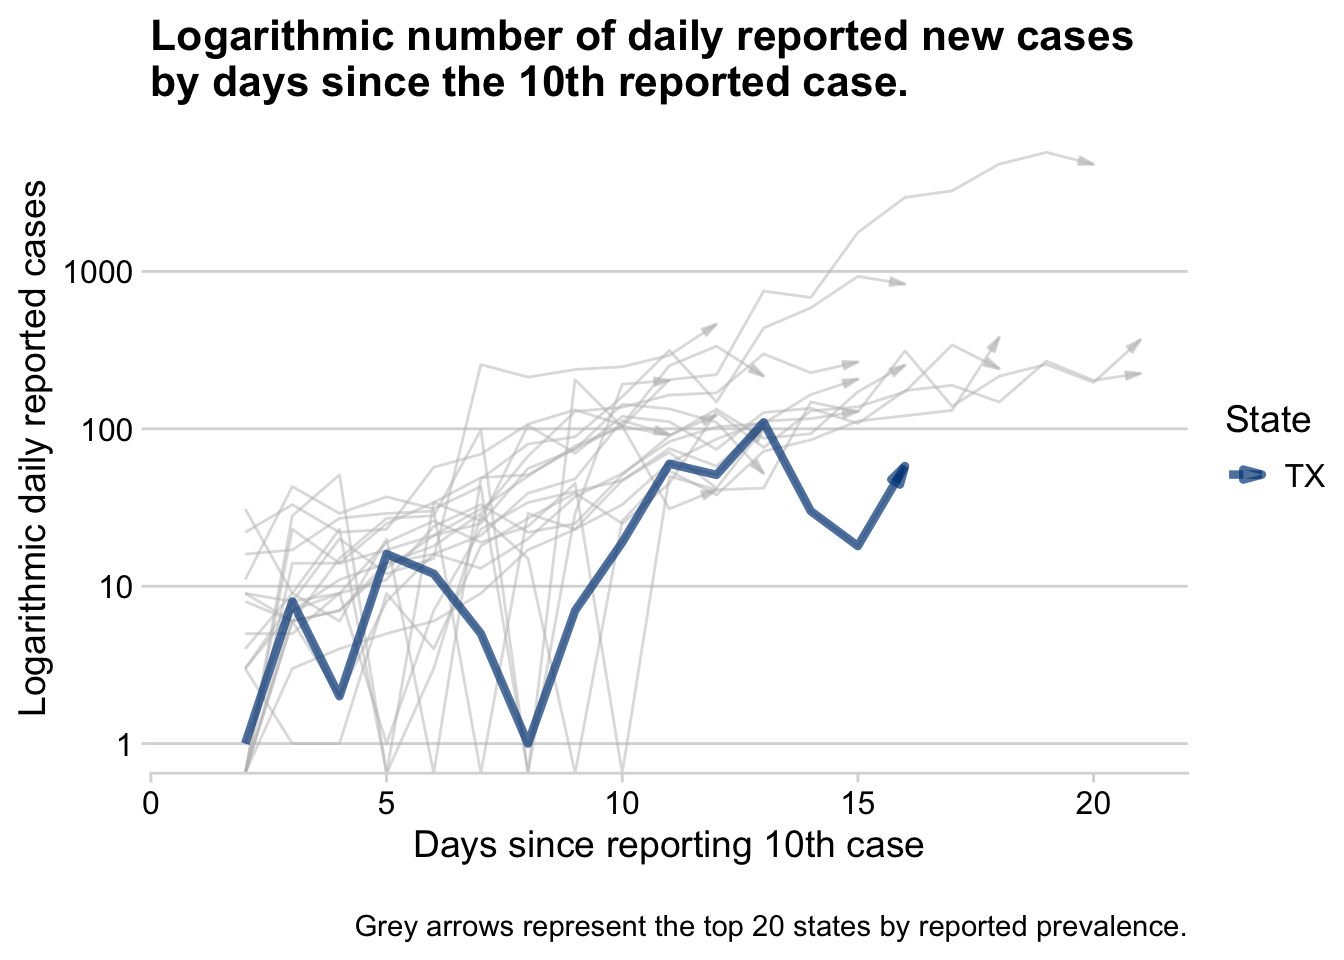 Logarithmic number of daily reported new cases
by days since the 10th reported case.
Logarithmic daily reported cases
1000
100
10
1
0
5
10
15
20
Days since reporting 10th case
State
TX
Grey arrows represent the top 20 states by reported prevalence.